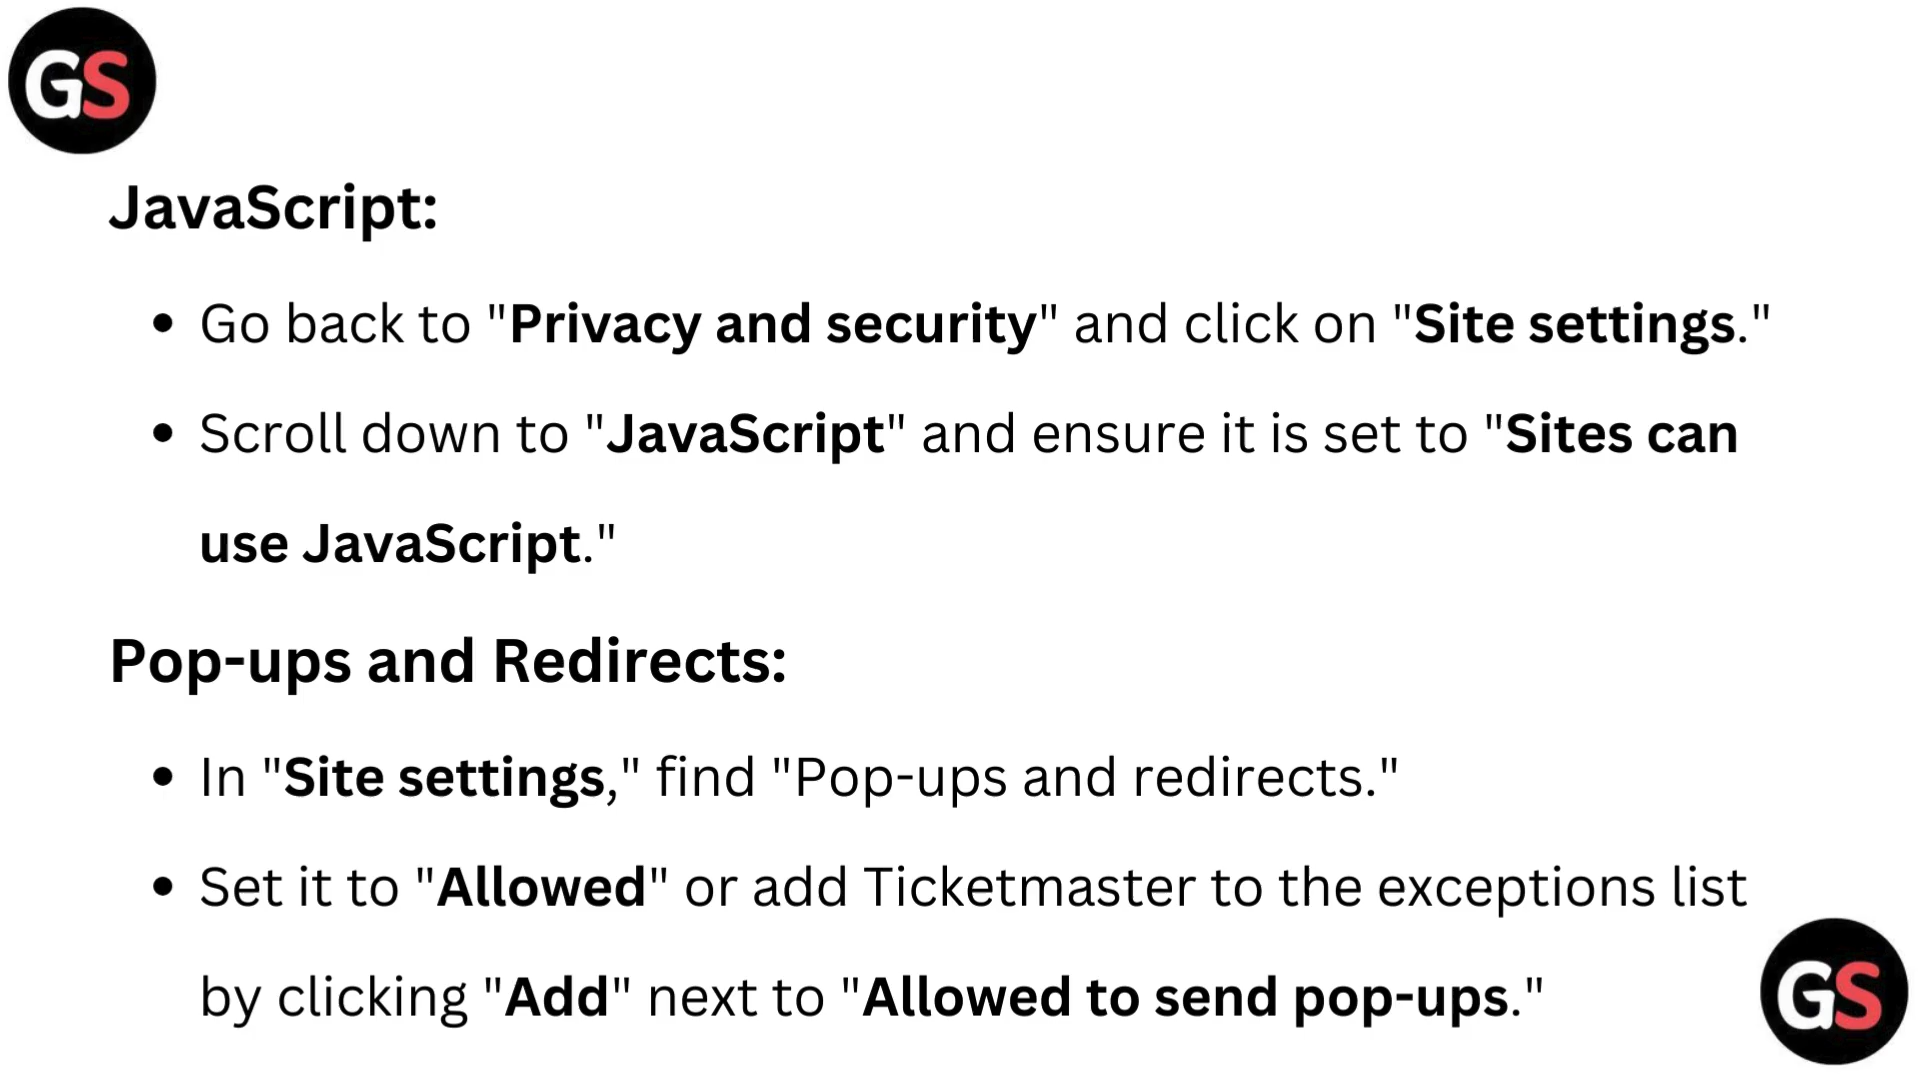 GS
JavaScript:
• Go back to "Privacy and security" and click on "Site settings."
• Scroll down to "JavaScript" and ensure it is set to "Sites can
use JavaScript."
Pop-ups and Redirects:
• In "Site settings," find "Pop-ups and redirects."
• Set it to "Allowed" or add Ticketmaster to the exceptions list
by clicking "Add" next to "Allowed to send pop-ups."
GS